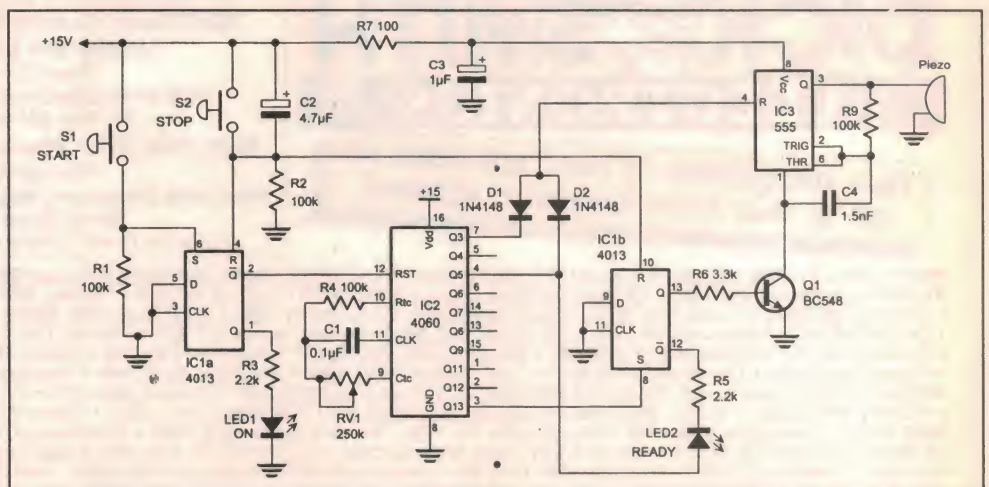 +15V
R7 100
C3
1µF
S1
START
S2
STOP
C2
4.7µF
R2
100k
R1
100k
6
S
4
R
5
D
3
CLK
Q̅
2
Q
1
IC1a
4013
R3
2.2k
LED1
ON
+15
16
Vdd
12
RST
R4 100k
10
Rtc
C1
0.1µF
11
CLK
9
Ctc
RV1
250k
IC2
4060
GND
8
Q3
7
Q4
5
Q5
4
Q6
6
Q7
14
Q8
13
Q9
15
Q11
1
Q12
2
Q13
3
D1
1N4148
D2
1N4148
IC1b
4013
10
R
9
D
11
CLK
Q
13
Q̅
12
S
8
R6 3.3k
R5
2.2k
LED2
READY
Q1
BC548
8
Vcc
4
R
Q
3
IC3
555
TRIG
2
THR
6
1
R9
100k
C4
1.5nF
Piezo